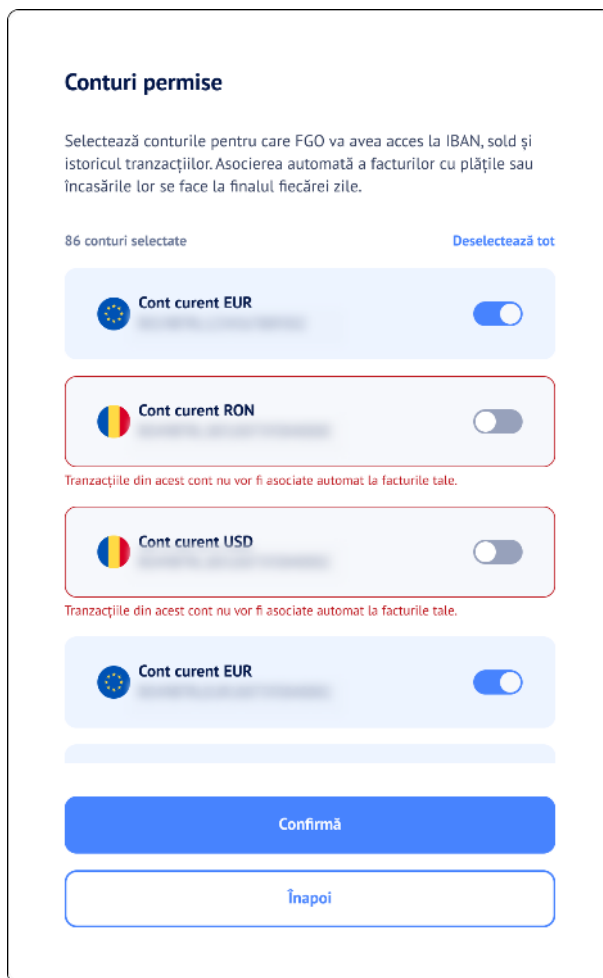 Conturi permise
Selectează conturile pentru care FGO va avea acces la IBAN, sold și
istoricul tranzacțiilor. Asocierea automată a facturilor cu plățile sau
încasările lor se face la finalul fiecărei zile.
86 conturi selectate
Deselectează tot
Cont curent EUR
Cont curent RON
Tranzacțiile din acest cont nu vor fi asociate automat la facturile tale.
Cont curent USD
Tranzacțiile din acest cont nu vor fi asociate automat la facturile tale.
Cont curent EUR
Confirmă
Înapoi